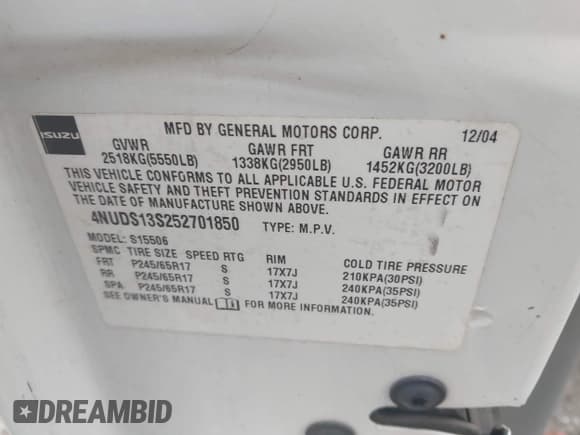 ISUZU
MFD BY GENERAL MOTORS CORP. 12/04
GVWR GAWR FRT GAWR RR
2518KG(5550LB) 1338KG(2950LB) 1452KG(3200LB)
THIS VEHICLE CONFORMS TO ALL APPLICABLE U.S. FEDERAL MOTOR
VEHICLE SAFETY AND THEFT PREVENTION STANDARDS IN EFFECT ON
THE DATE OF MANUFACTURE SHOWN ABOVE.
4NUDS13S252701850 TYPE: M.P.V.
MODEL: S15506
SPMC TIRE SIZE SPEED RTG RIM COLD TIRE PRESSURE
FRT P245/65R17 S 17X7J 210KPA(30PSI)
RR P245/65R17 S 17X7J 240KPA(35PSI)
SPA P245/65R17 S 17X7J 240KPA(35PSI)
SEE OWNER'S MANUAL FOR MORE INFORMATION.
DREAMBID